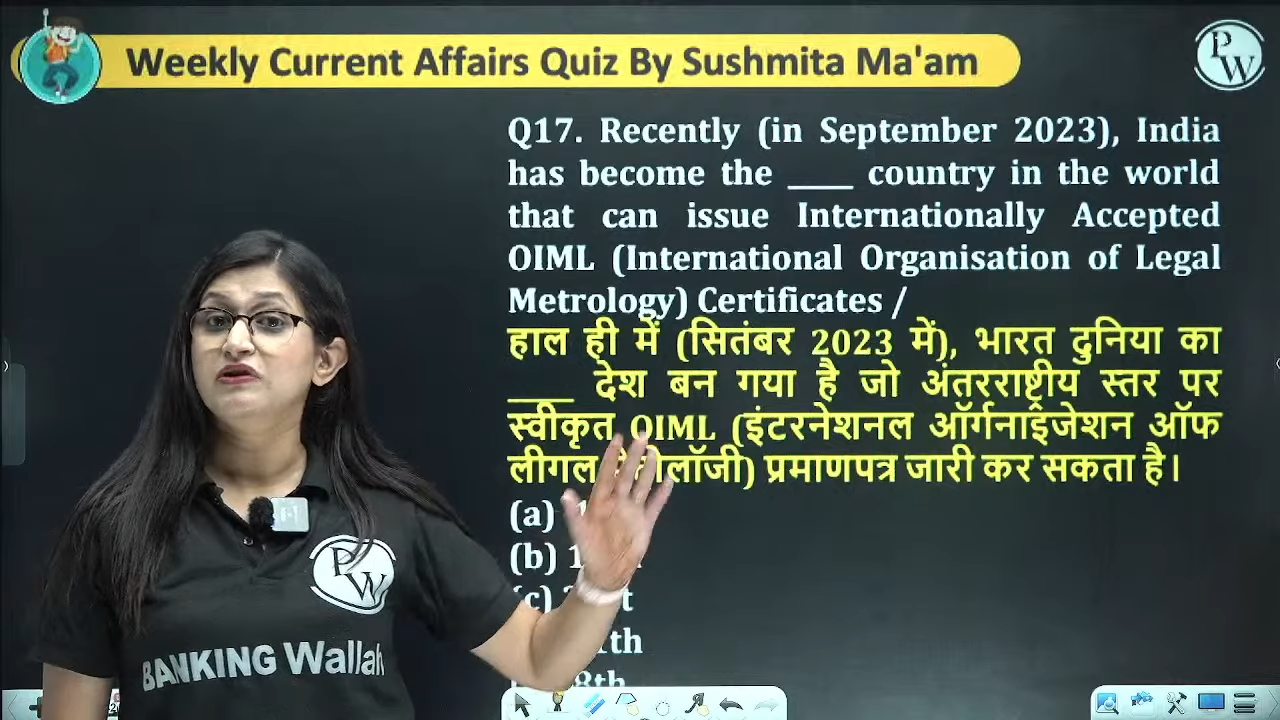 Weekly Current Affairs Quiz By Sushmita Ma'am
PW
Q17. Recently (in September 2023), India
has become the ____ country in the world
that can issue Internationally Accepted
OIML (International Organisation of Legal
Metrology) Certificates /
हाल ही में (सितंबर 2023 में), भारत दुनिया का
____ देश बन गया है जो अंतरराष्ट्रीय स्तर पर
स्वीकृत OIML (इंटरनेशनल ऑर्गनाइजेशन ऑफ
लीगल प्रमाणपत्र जारी कर सकता है।
(a)
(b)
(c)
PW
BANKING Wallah